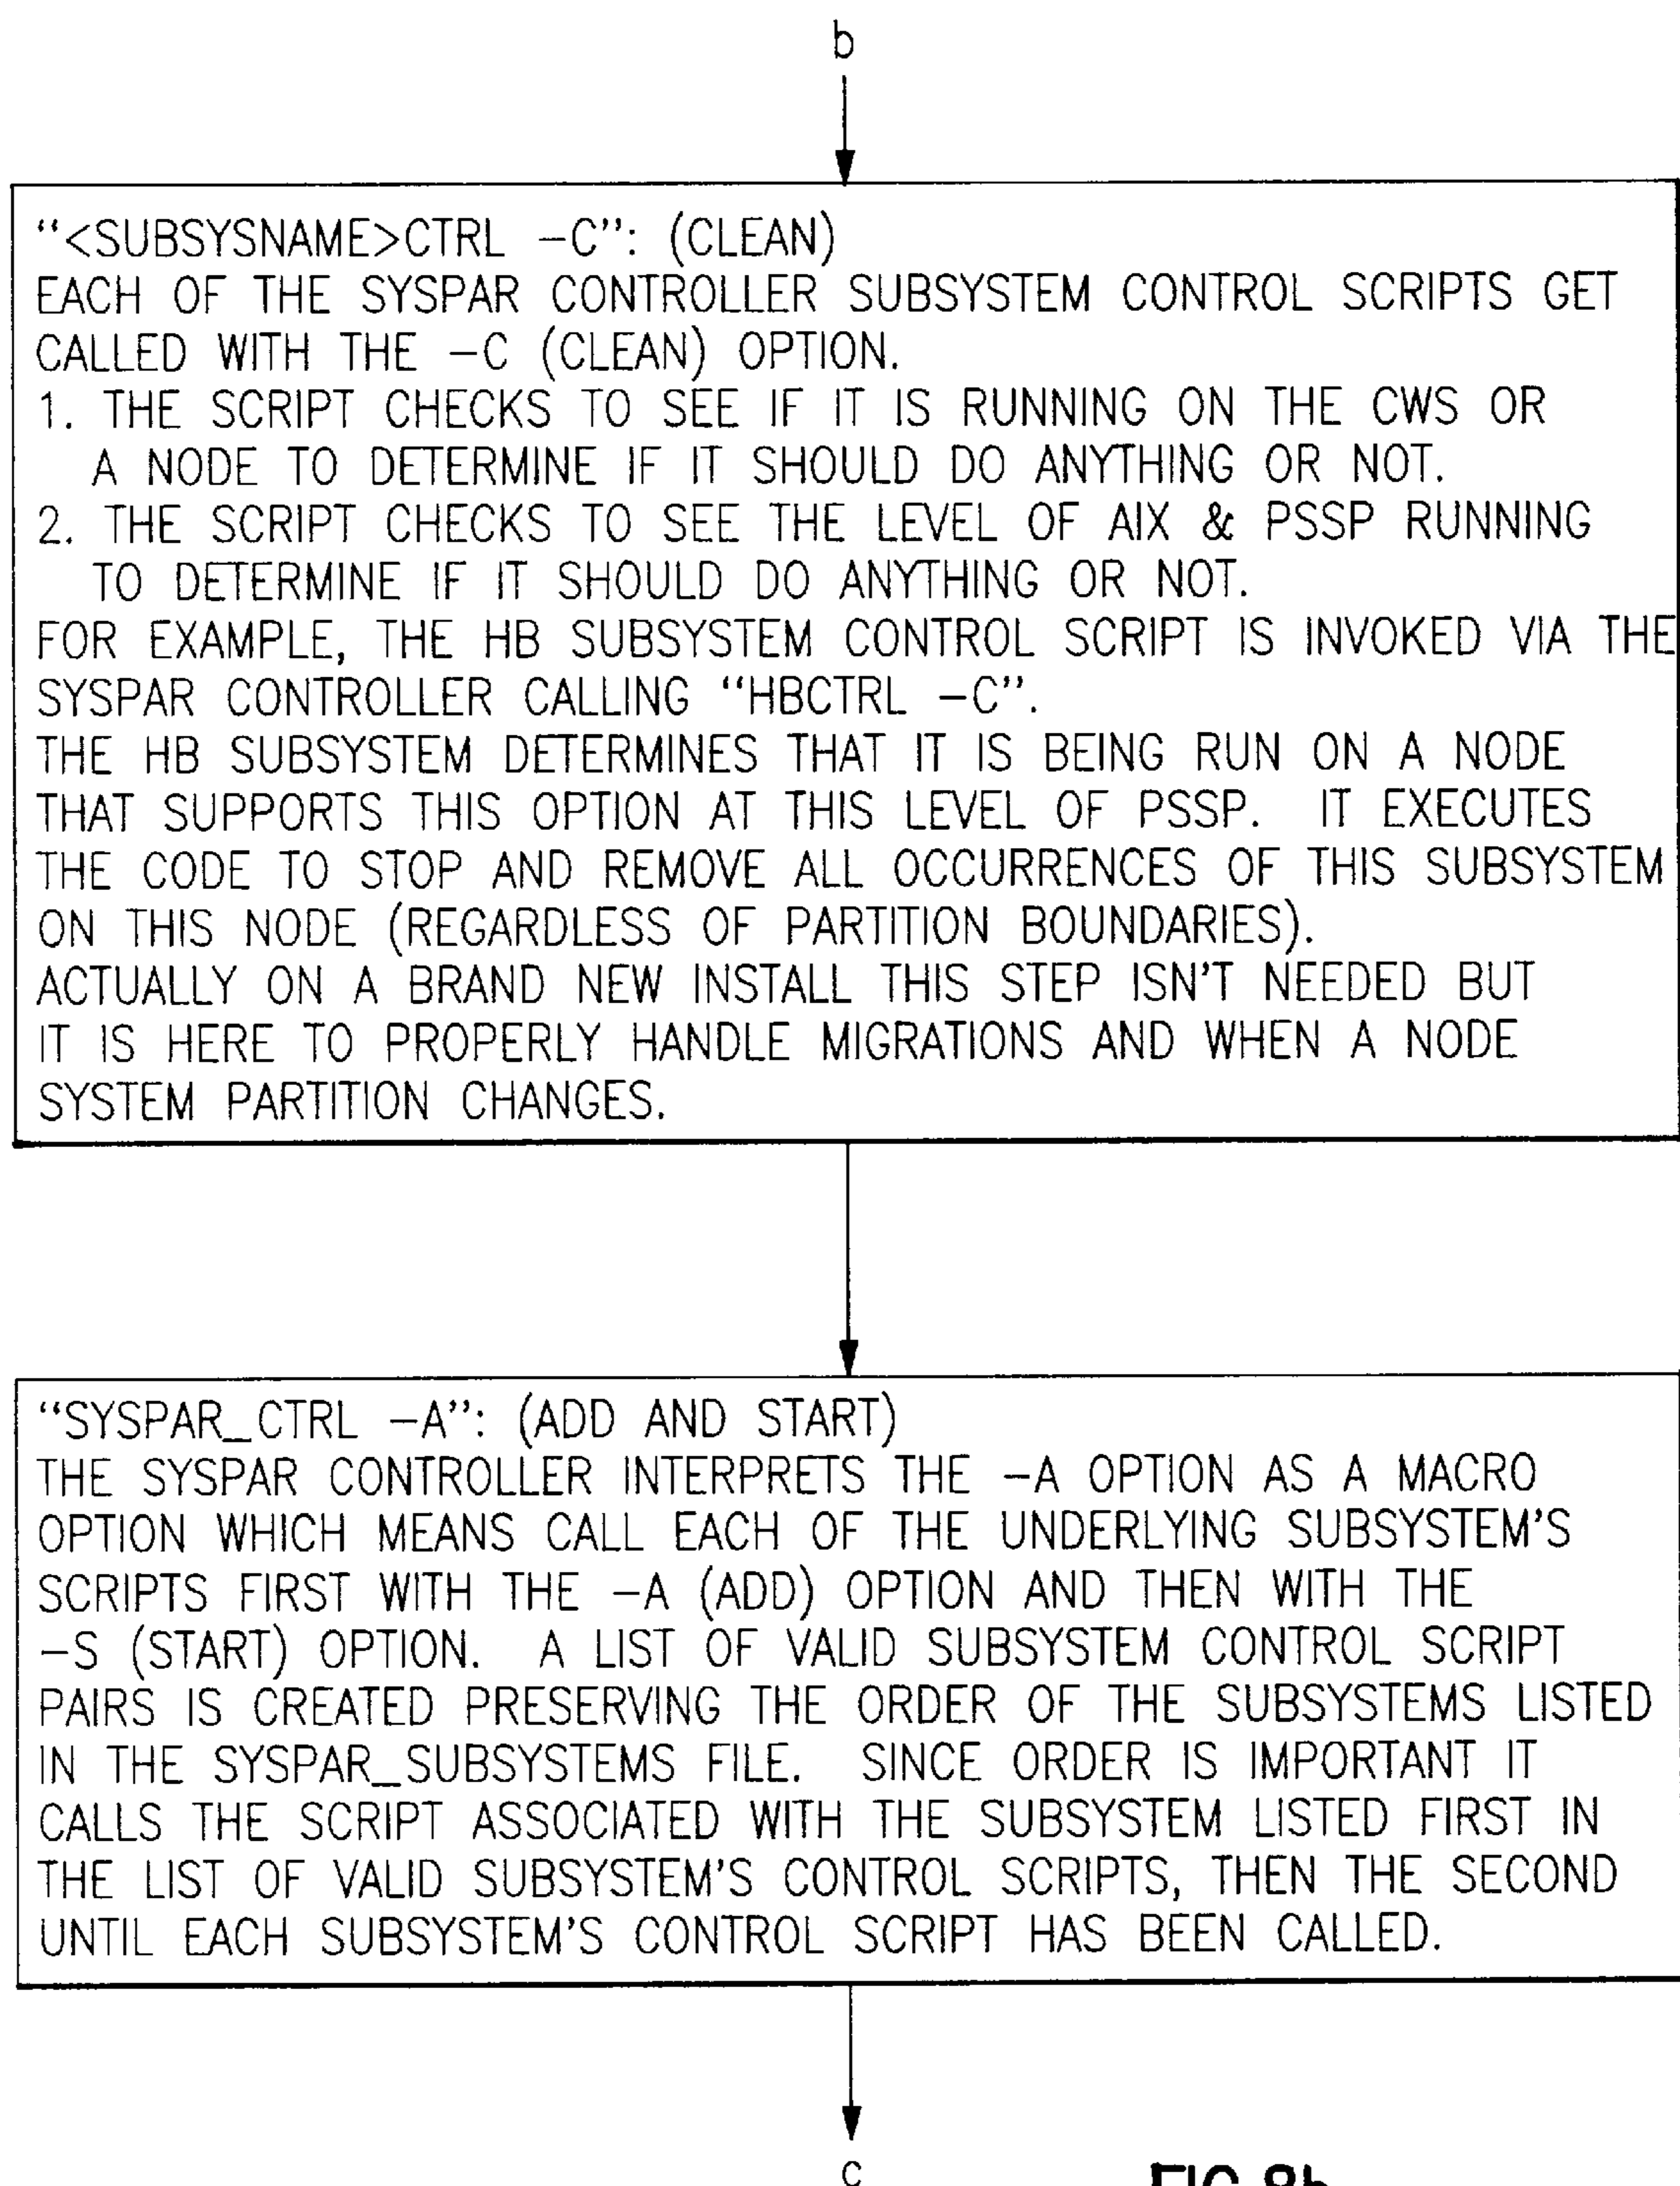 b
“<SUBSYSNAME>CTRL –C”: (CLEAN)
EACH OF THE SYSPAR CONTROLLER SUBSYSTEM CONTROL SCRIPTS GET
CALLED WITH THE –C (CLEAN) OPTION.
1. THE SCRIPT CHECKS TO SEE IF IT IS RUNNING ON THE CWS OR
A NODE TO DETERMINE IF IT SHOULD DO ANYTHING OR NOT.
2. THE SCRIPT CHECKS TO SEE THE LEVEL OF AIX & PSSP RUNNING
TO DETERMINE IF IT SHOULD DO ANYTHING OR NOT.
FOR EXAMPLE, THE HB SUBSYSTEM CONTROL SCRIPT IS INVOKED VIA THE
SYSPAR CONTROLLER CALLING “HBCTRL –C”.
THE HB SUBSYSTEM DETERMINES THAT IT IS BEING RUN ON A NODE
THAT SUPPORTS THIS OPTION AT THIS LEVEL OF PSSP. IT EXECUTES
THE CODE TO STOP AND REMOVE ALL OCCURRENCES OF THIS SUBSYSTEM
ON THIS NODE (REGARDLESS OF PARTITION BOUNDARIES).
ACTUALLY ON A BRAND NEW INSTALL THIS STEP ISN'T NEEDED BUT
IT IS HERE TO PROPERLY HANDLE MIGRATIONS AND WHEN A NODE
SYSTEM PARTITION CHANGES.
“SYSPAR_CTRL –A”: (ADD AND START)
THE SYSPAR CONTROLLER INTERPRETS THE –A OPTION AS A MACRO
OPTION WHICH MEANS CALL EACH OF THE UNDERLYING SUBSYSTEM'S
SCRIPTS FIRST WITH THE –A (ADD) OPTION AND THEN WITH THE
–S (START) OPTION. A LIST OF VALID SUBSYSTEM CONTROL SCRIPT
PAIRS IS CREATED PRESERVING THE ORDER OF THE SUBSYSTEMS LISTED
IN THE SYSPAR_SUBSYSTEMS FILE. SINCE ORDER IS IMPORTANT IT
CALLS THE SCRIPT ASSOCIATED WITH THE SUBSYSTEM LISTED FIRST IN
THE LIST OF VALID SUBSYSTEM'S CONTROL SCRIPTS, THEN THE SECOND
UNTIL EACH SUBSYSTEM'S CONTROL SCRIPT HAS BEEN CALLED.
c
FIG.8b